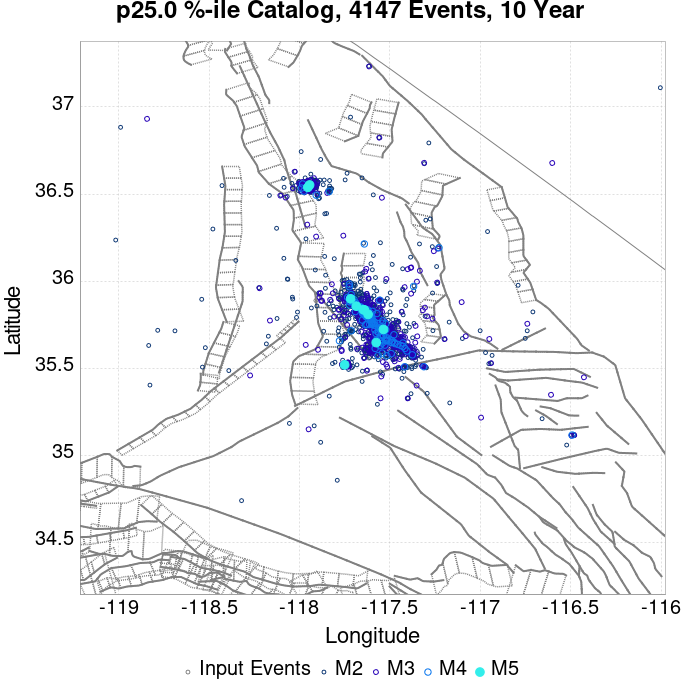 p25.0 %-ile Catalog, 4147 Events, 10 Year
37
36.5
36
35.5
35
34.5
Latitude
-119 -118.5 -118 -117.5 -117 -116.5 -116
Longitude
Input Events M2 M3 M4 M5